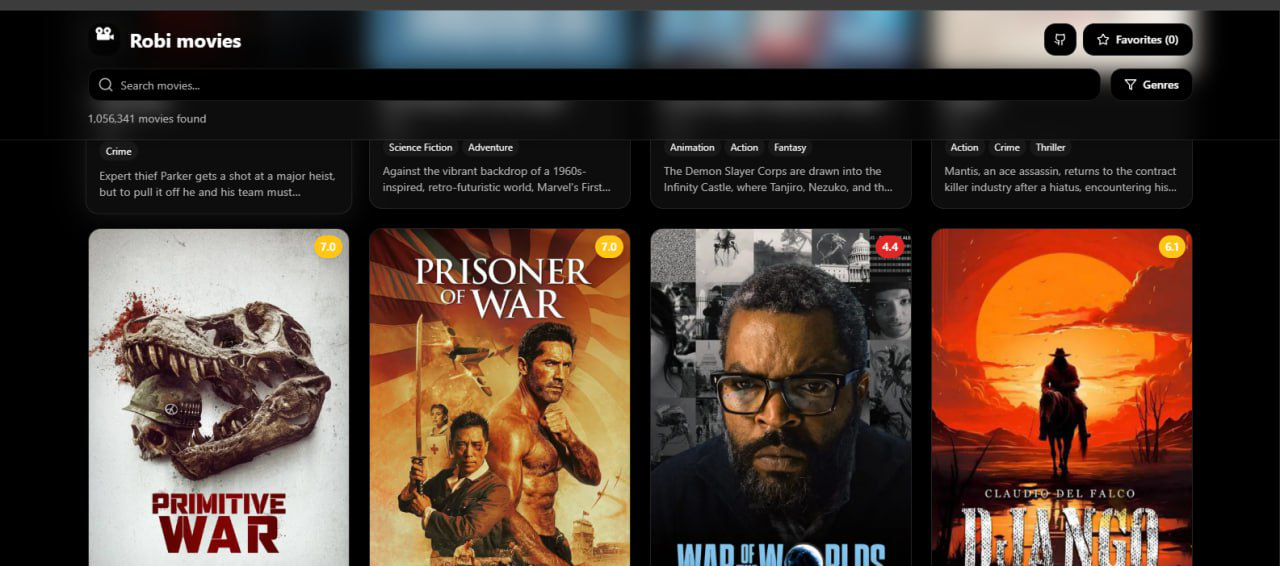 Robi movies
Favorites (0)
Search movies...
Genres
1,056,341 movies found
Crime
Expert thief Parker gets a shot at a major heist,
but to pull it off he and his team must...
Science Fiction Adventure
Against the vibrant backdrop of a 1960s-
inspired, retro-futuristic world, Marvel's First...
Animation Action Fantasy
The Demon Slayer Corps are drawn into the
Infinity Castle, where Tanjiro, Nezuko, and th...
Action Crime Thriller
Mantis, an ace assassin, returns to the contract
killer industry after a hiatus, encountering his...
7.0
PRIMITIVE
WAR
7.0
PRISONER
OF WAR
4.4
WAR OF THE WORLDS
6.1
CLAUDIO DEL FALCO
DJANGO